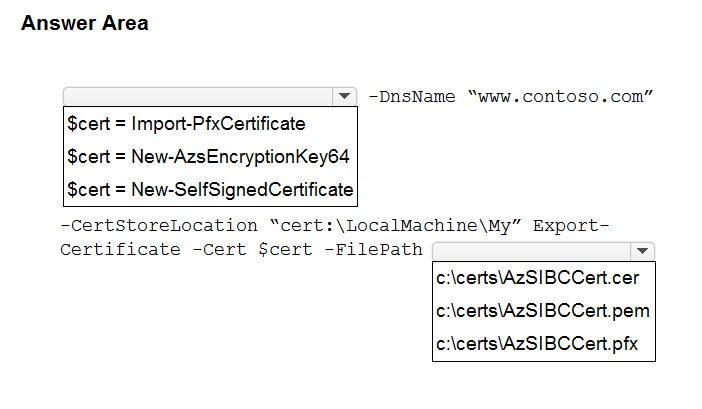 Answer Area
-DnsName “www.contoso.com”
$cert = Import-PfxCertificate
$cert = New-AzsEncryptionKey64
$cert = New-SelfSignedCertificate
-CertStoreLocation “cert:\LocalMachine\My” Export-
Certificate -Cert $cert -FilePath
c:\certs\AzSIBCCert.cer
c:\certs\AzSIBCCert.pem
c:\certs\AzSIBCCert.pfx